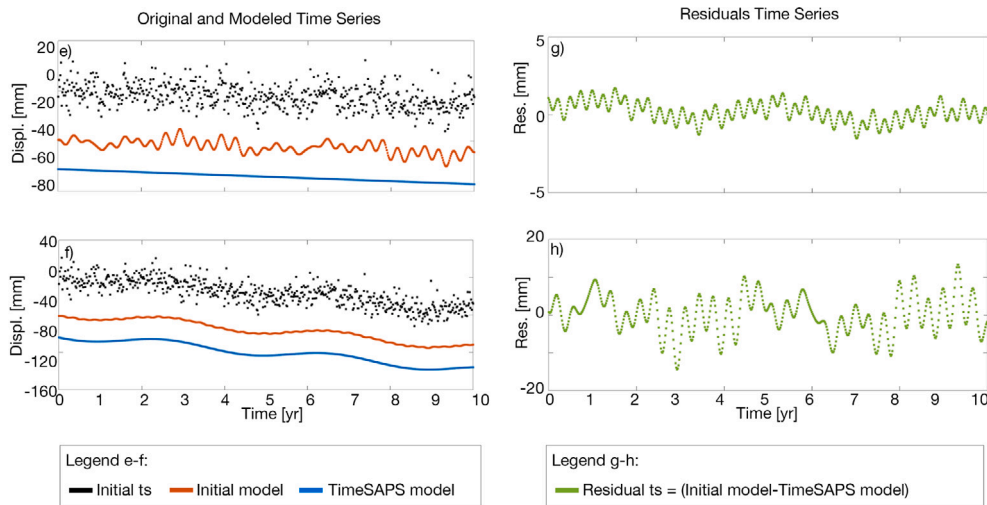 Original and Modeled Time Series
Residuals Time Series
e)
20
0
-20
-40
-60
-80
Displ. [mm]
g)
5
0
-5
Res. [mm]
f)
40
0
-40
-80
-120
-160
Displ. [mm]
0 1 2 3 4 5 6 7 8 9 10
Time [yr]
h)
20
0
-20
Res. [mm]
0 1 2 3 4 5 6 7 8 9 10
Time [yr]
Legend e-f:
Initial ts Initial model TimeSAPS model
Legend g-h:
Residual ts = (Initial model-TimeSAPS model)